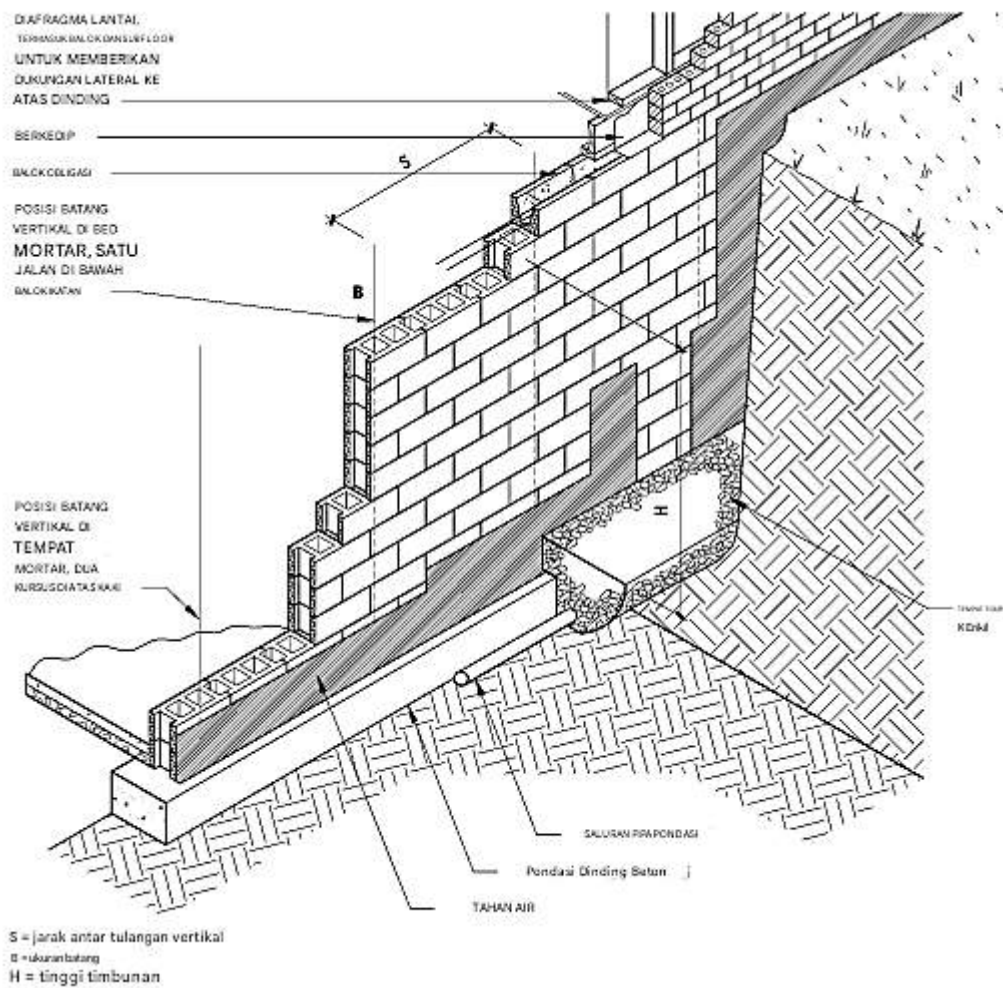 DIAFRAGMA LANTAI,
TERMASUK BALOK DAN SUBFLOOR
UNTUK MEMBERIKAN
DUKUNGAN LATERAL KE
ATAS DINDING
BERKEDIP
BALOK OBLIGASI
S
POSISI BATANG
VERTIKAL DI BED
MORTAR, SATU
JALAN DI BAWAH
BALOK IKATAN
B
POSISI BATANG
VERTIKAL DI
TEMPAT
MORTAR, DUA
KURSUS DI ATAS KAKI
H
SALURAN PIPA PONDASI
Pondasi Dinding Beton j
TAHAN AIR
S = jarak antar tulangan vertikal
B = ukuran batang
H = tinggi timbunan